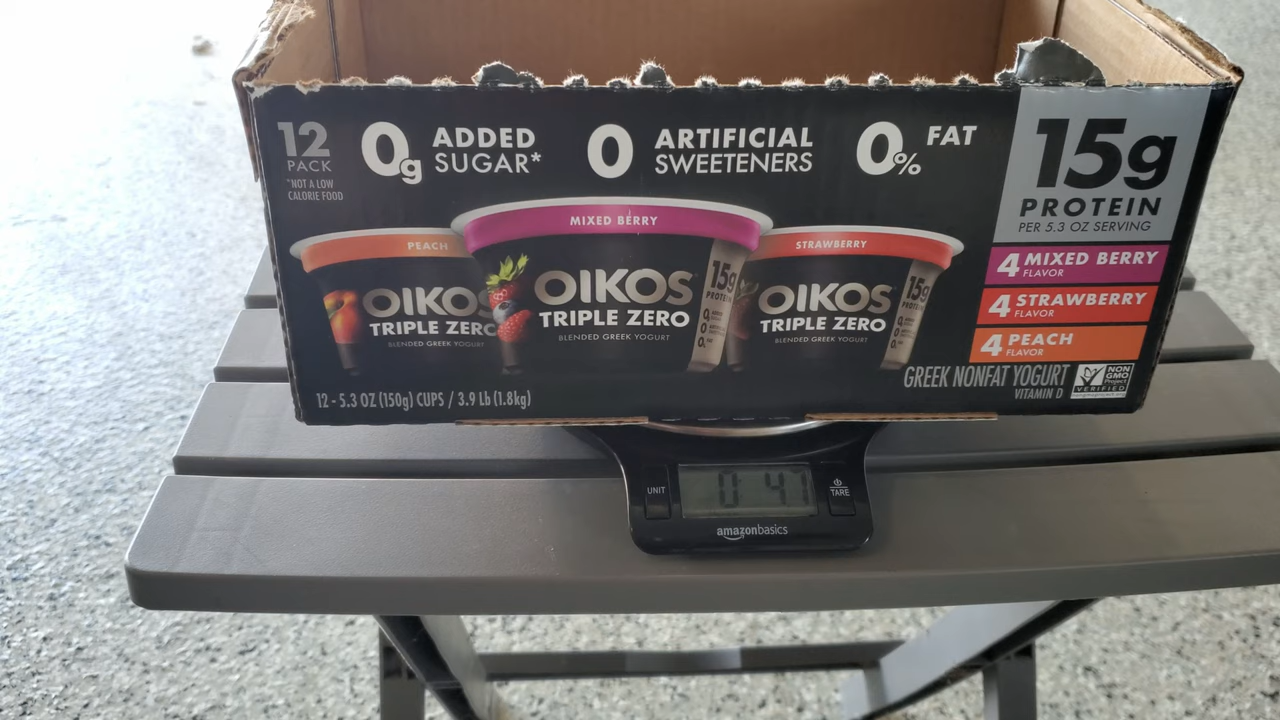 12
PACK
*NOT A LOW
CALORIE FOOD
0g ADDED
SUGAR*
0 ARTIFICIAL
SWEETENERS
0% FAT
15g
PROTEIN
PER 5.3 OZ SERVING
4 MIXED BERRY
FLAVOR
4 STRAWBERRY
FLAVOR
4 PEACH
FLAVOR
PEACH
OIKOS
TRIPLE ZERO
BLENDED GREEK YOGURT
MIXED BERRY
OIKOS
TRIPLE ZERO
BLENDED GREEK YOGURT
15g
PROTEIN
STRAWBERRY
OIKOS
TRIPLE ZERO
BLENDED GREEK YOGURT
15g
PROTEIN
12 - 5.3 OZ (150g) CUPS / 3.9 Lb (1.8kg)
GREEK NONFAT YOGURT
VITAMIN D
NON
GMO
Project
VERIFIED
UNIT
0 41
TARE
amazonbasics